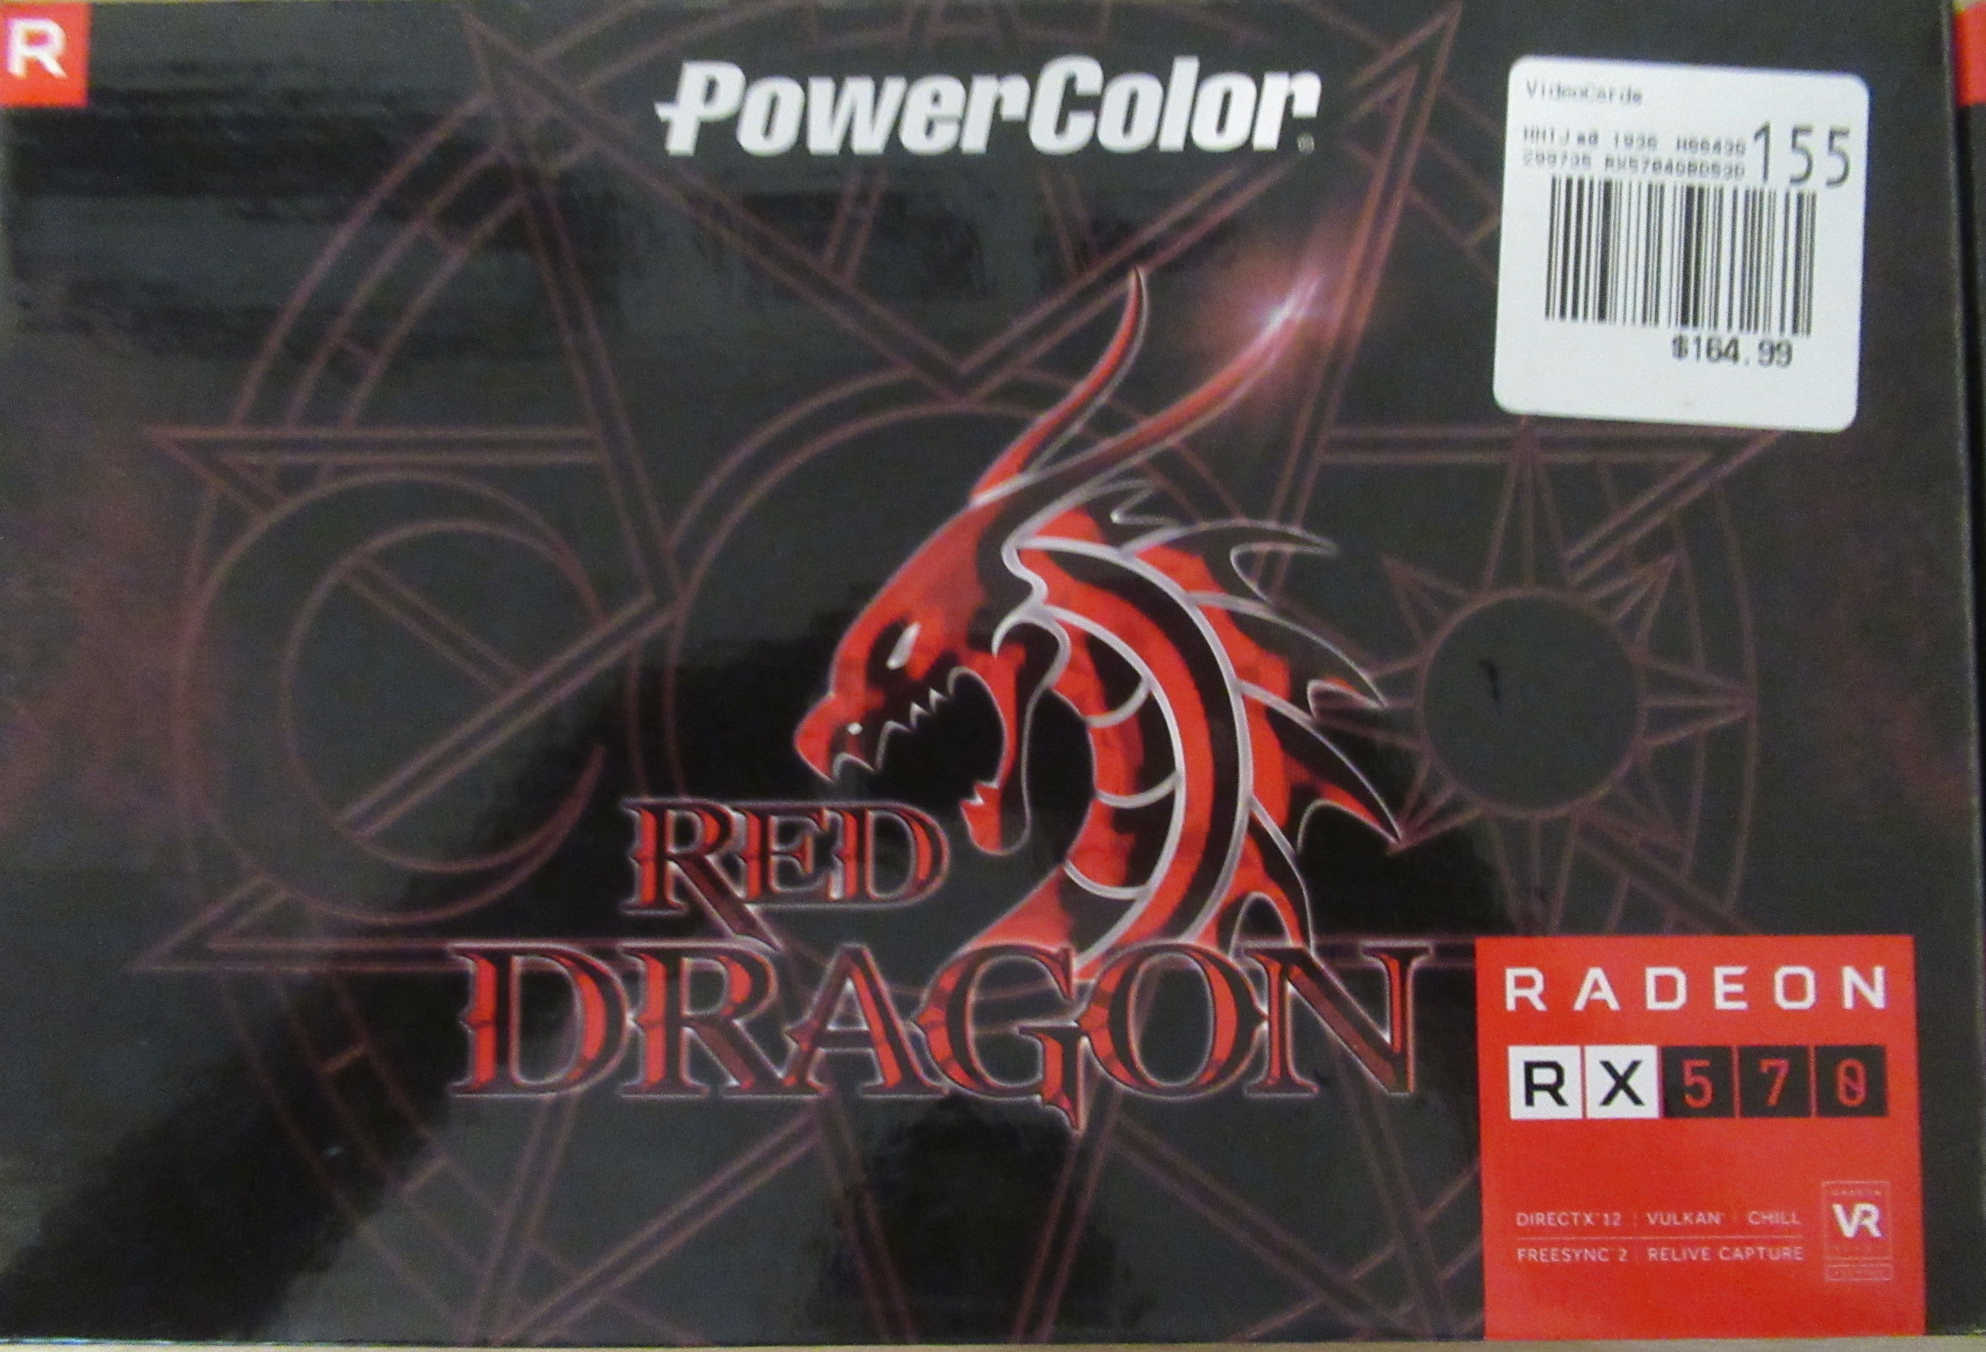 R
PowerColor
VideoCards
155
$164.99
RED
DRAGON
RADEON
RX 570
DIRECTX 12 | VULKAN | CHILL
FREESYNC 2 | RELIVE CAPTURE
VR